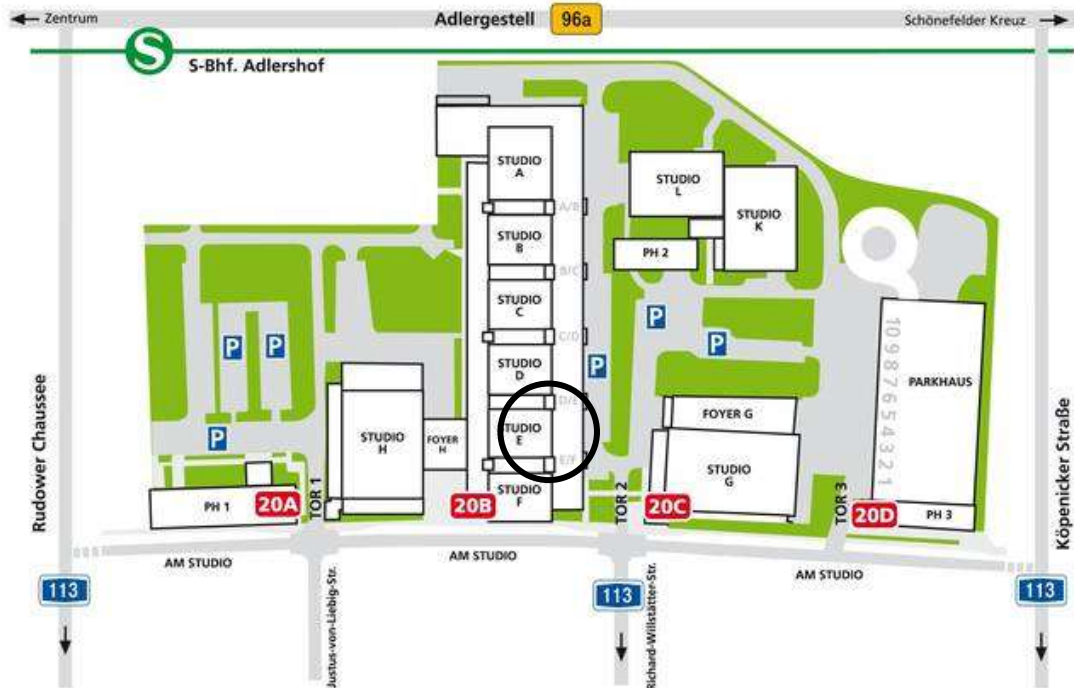 Zentrum
Adlergestell
96a
Schönefelder Kreuz
S
S-Bhf. Adlershof
STUDIO
A
A/B
STUDIO
L
STUDIO
K
STUDIO
B
B/C
PH 2
STUDIO
C
C/D
P
P
P
P
P
P
STUDIO
D
D/E
10 9 8 7 6 5 4 3 2 1
PARKHAUS
STUDIO
E
E/F
STUDIO
H
FOYER
H
FOYER G
STUDIO
G
STUDIO
F
PH 1
20A
TOR 1
20B
TOR 2
20C
TOR 3
20D
PH 3
Rudower Chaussee
Köpenicker Straße
AM STUDIO
AM STUDIO
AM STUDIO
113
113
113
Justus-von-Liebig-Str.
Richard-Willstätter-Str.